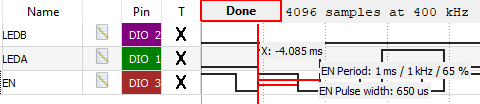 Name Pin T Done 4096 samples at 400 kHz
LEDB DIO 2 X
LEDA DIO 1 X
X: -4.085 ms
EN DIO 3 X
EN Period: 1 ms / 1 kHz / 65 %
EN Pulse width: 650 us